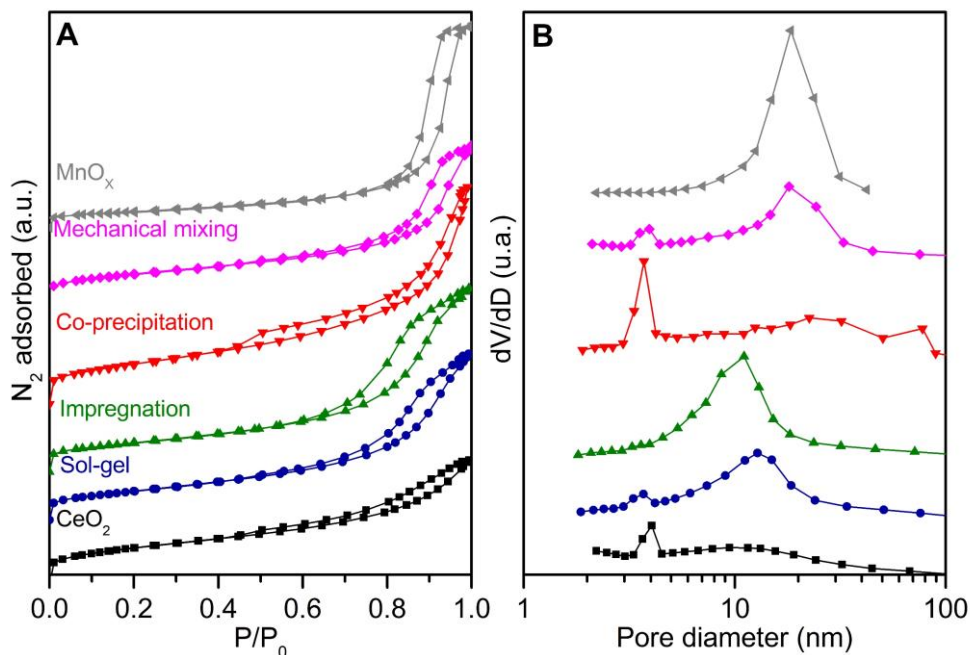 A
N₂ adsorbed (a.u.)
MnOₓ
Mechanical mixing
Co-precipitation
Impregnation
Sol-gel
CeO₂
0.0 0.2 0.4 0.6 0.8 1.0
P/P₀
B
dV/dD (u.a.)
1 10 100
Pore diameter (nm)